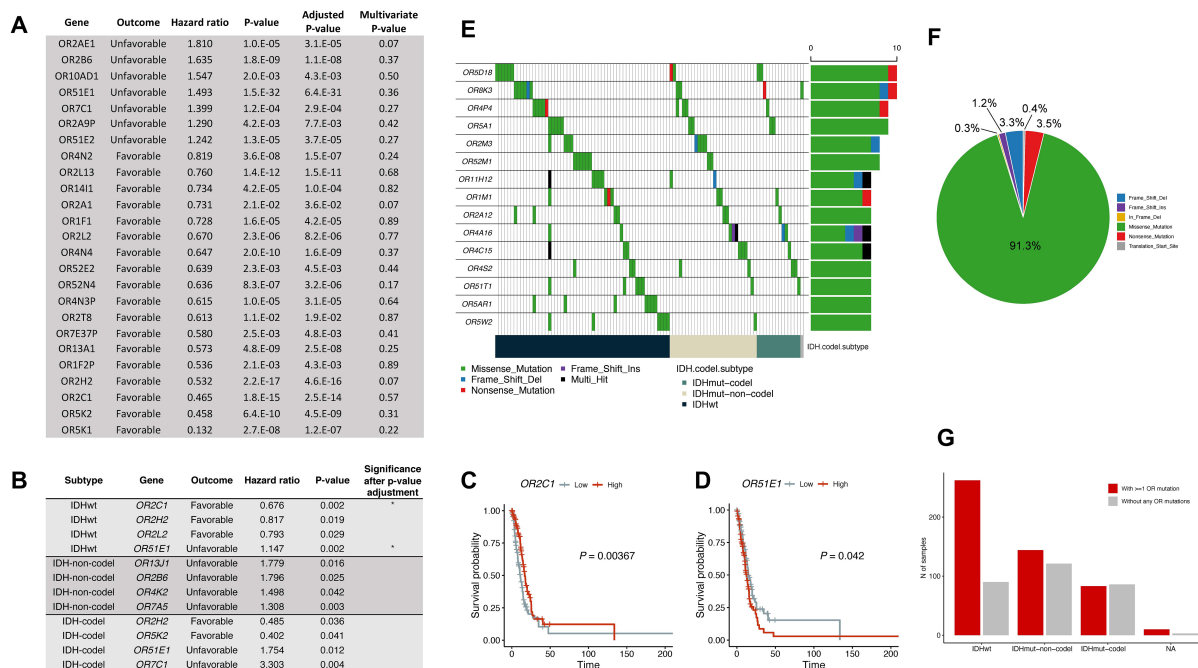 A
Gene Outcome Hazard ratio P-value Adjusted P-value Multivariate P-value
OR2AE1 Unfavorable 1.810 1.0.E-05 3.1.E-05 0.07
OR2B6 Unfavorable 1.635 1.8.E-09 1.1.E-08 0.37
OR10AD1 Unfavorable 1.547 2.0.E-03 4.3.E-03 0.50
OR51E1 Unfavorable 1.493 1.5.E-32 6.4.E-31 0.36
OR7C1 Unfavorable 1.399 1.2.E-04 2.9.E-04 0.27
OR2A9P Unfavorable 1.290 4.2.E-03 7.7.E-03 0.42
OR51E2 Unfavorable 1.242 1.3.E-05 3.7.E-05 0.27
OR4N2 Favorable 0.819 3.6.E-08 1.5.E-07 0.24
OR2L13 Favorable 0.760 1.4.E-12 1.5.E-11 0.68
OR14I1 Favorable 0.734 4.2.E-05 1.0.E-04 0.82
OR2A1 Favorable 0.731 2.1.E-02 3.6.E-02 0.07
OR1F1 Favorable 0.728 1.6.E-05 4.2.E-05 0.89
OR2L2 Favorable 0.670 2.3.E-06 8.2.E-06 0.77
OR4N4 Favorable 0.647 2.0.E-10 1.6.E-09 0.37
OR52E2 Favorable 0.639 2.3.E-03 4.5.E-03 0.44
OR52N4 Favorable 0.636 8.3.E-07 3.2.E-06 0.17
OR4N3P Favorable 0.615 1.0.E-05 3.1.E-05 0.64
OR2T8 Favorable 0.613 1.1.E-02 1.9.E-02 0.87
OR7E37P Favorable 0.580 2.5.E-03 4.8.E-03 0.41
OR13A1 Favorable 0.573 4.8.E-09 2.5.E-08 0.25
OR1F2P Favorable 0.536 2.1.E-03 4.3.E-03 0.89
OR2H2 Favorable 0.532 2.2.E-17 4.6.E-16 0.07
OR2C1 Favorable 0.465 1.8.E-15 2.5.E-14 0.57
OR5K2 Favorable 0.458 6.4.E-10 4.5.E-09 0.31
OR5K1 Favorable 0.132 2.7.E-08 1.2.E-07 0.22
B
Subtype Gene Outcome Hazard ratio P-value Significance after p-value adjustment
IDHwt OR2C1 Favorable 0.676 0.002 *
IDHwt OR2H2 Favorable 0.817 0.019
IDHwt OR2L2 Favorable 0.793 0.029
IDHwt OR51E1 Unfavorable 1.147 0.002 *
IDH-non-codel OR13J1 Unfavorable 1.779 0.016
IDH-non-codel OR2B6 Unfavorable 1.796 0.025
IDH-non-codel OR4K2 Unfavorable 1.498 0.042
IDH-non-codel OR7A5 Unfavorable 1.308 0.003
IDH-codel OR2H2 Favorable 0.485 0.036
IDH-codel OR5K2 Favorable 0.402 0.041
IDH-codel OR51E1 Unfavorable 1.754 0.012
IDH-codel OR7C1 Unfavorable 3.303 0.004
C
OR2C1 Low High
Survival probability
1.00
0.75
0.50
0.25
0.00
P = 0.00367
0 50 100 150 200
Time
D
OR51E1 Low High
Survival probability
1.00
0.75
0.50
0.25
0.00
P = 0.042
0 50 100 150 200
Time
E
0 10
OR5D18
OR8K3
OR4P4
OR5A1
OR2M3
OR52M1
OR11H12
OR1M1
OR2A12
OR4A16
OR4C15
OR4S2
OR51T1
OR5AR1
OR5W2
IDH.codel.subtype
Missense_Mutation
Frame_Shift_Del
Nonsense_Mutation
Frame_Shift_Ins
Multi_Hit
IDH.codel.subtype
IDHmut-codel
IDHmut-non-codel
IDHwt
F
0.3% 1.2% 3.3% 0.4% 3.5%
91.3%
Frame_Shift_Del
Frame_Shift_Ins
In_Frame_Del
Missense_Mutation
Nonsense_Mutation
Translation_Start_Site
G
N of samples
200
100
0
With >=1 OR mutation
Without any OR mutations
IDHwt IDHmut-non-codel IDHmut-codel NA